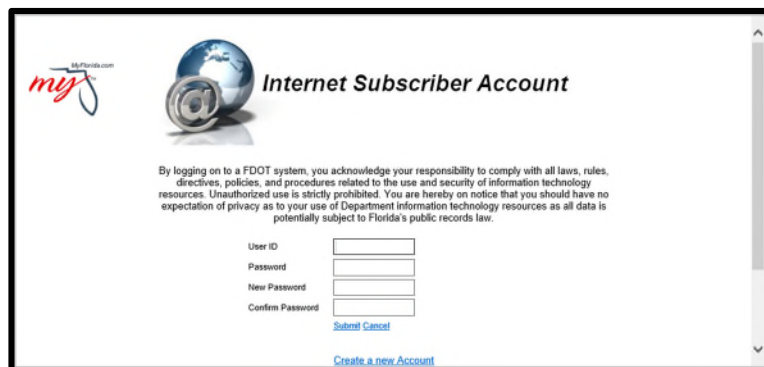 MyFlorida.com
my
Internet Subscriber Account
@
By logging on to a FDOT system, you acknowledge your responsibility to comply with all laws, rules,
directives, policies, and procedures related to the use and security of information technology
resources. Unauthorized use is strictly prohibited. You are hereby on notice that you should have no
expectation of privacy as to your use of Department information technology resources as all data is
potentially subject to Florida's public records law.
User ID
Password
New Password
Confirm Password
Submit Cancel
Create a new Account